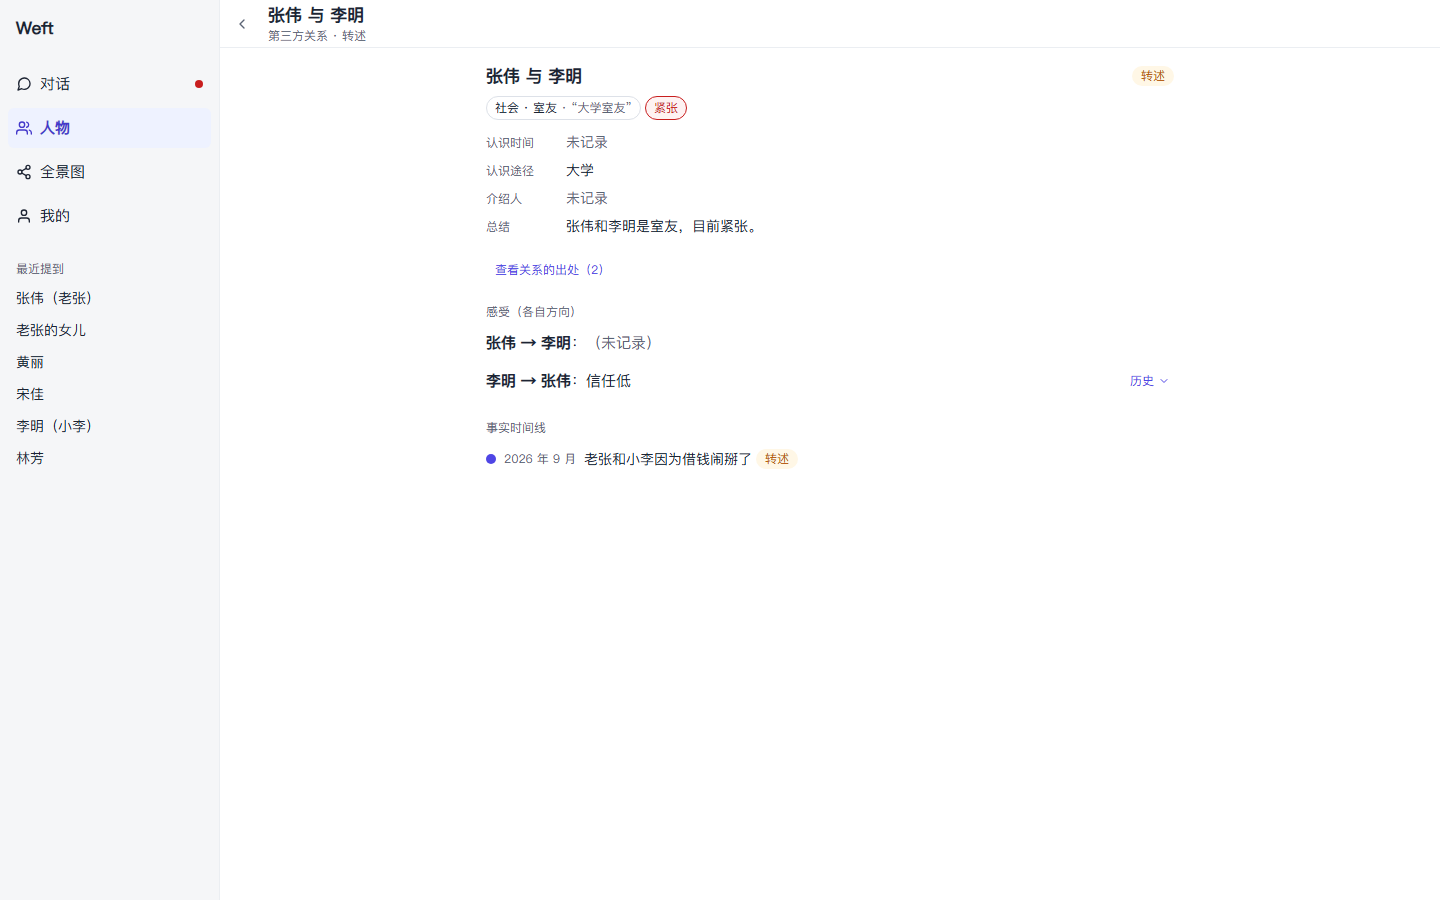 Weft
对话
人物
全景图
我的
最近提到
张伟（老张）
老张的女儿
黄丽
宋佳
李明（小李）
林芳
张伟 与 李明
第三方关系 · 转述
张伟 与 李明 转述
社会 · 室友 · “大学室友” 紧张
认识时间 未记录
认识途径 大学
介绍人 未记录
总结 张伟和李明是室友，目前紧张。
查看关系的出处（2）
感受（各自方向）
张伟 → 李明：（未记录）
李明 → 张伟：信任低 历史
事实时间线
2026 年 9 月 老张和小李因为借钱闹掰了 转述